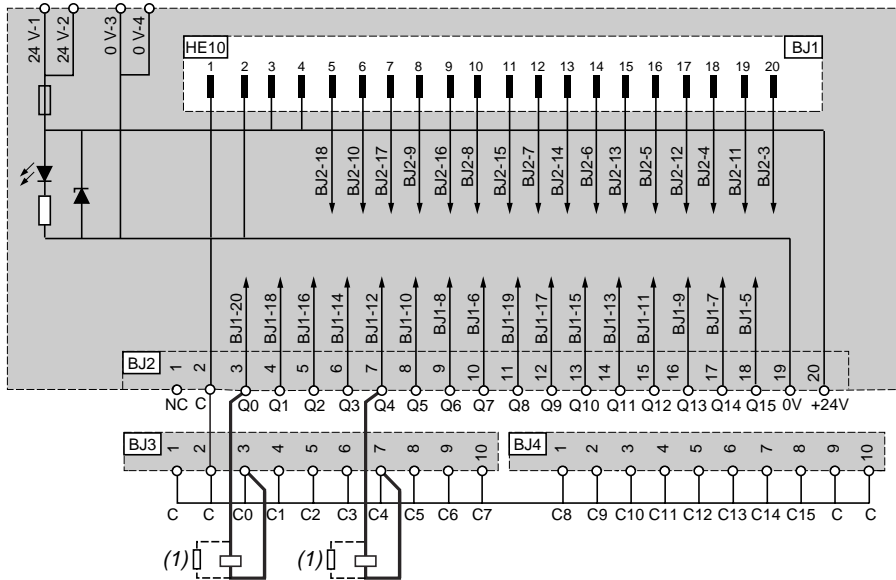 24 V-1 24 V-2 0 V-3 0 V-4
HE10 BJ1
1 2 3 4 5 6 7 8 9 10 11 12 13 14 15 16 17 18 19 20
BJ2-18 BJ2-10 BJ2-17 BJ2-9 BJ2-16 BJ2-8 BJ2-15 BJ2-7 BJ2-14 BJ2-6 BJ2-13 BJ2-5 BJ2-12 BJ2-4 BJ2-11 BJ2-3
BJ1-20 BJ1-18 BJ1-16 BJ1-14 BJ1-12 BJ1-10 BJ1-8 BJ1-6 BJ1-19 BJ1-17 BJ1-15 BJ1-13 BJ1-11 BJ1-9 BJ1-7 BJ1-5
BJ2 1 2 3 4 5 6 7 8 9 10 11 12 13 14 15 16 17 18 19 20
NC C Q0 Q1 Q2 Q3 Q4 Q5 Q6 Q7 Q8 Q9 Q10 Q11 Q12 Q13 Q14 Q15 0V +24V
BJ3 1 2 3 4 5 6 7 8 9 10 BJ4 1 2 3 4 5 6 7 8 9 10
C C C0 C1 C2 C3 C4 C5 C6 C7 C8 C9 C10 C11 C12 C13 C14 C15 C C
(1) (1)